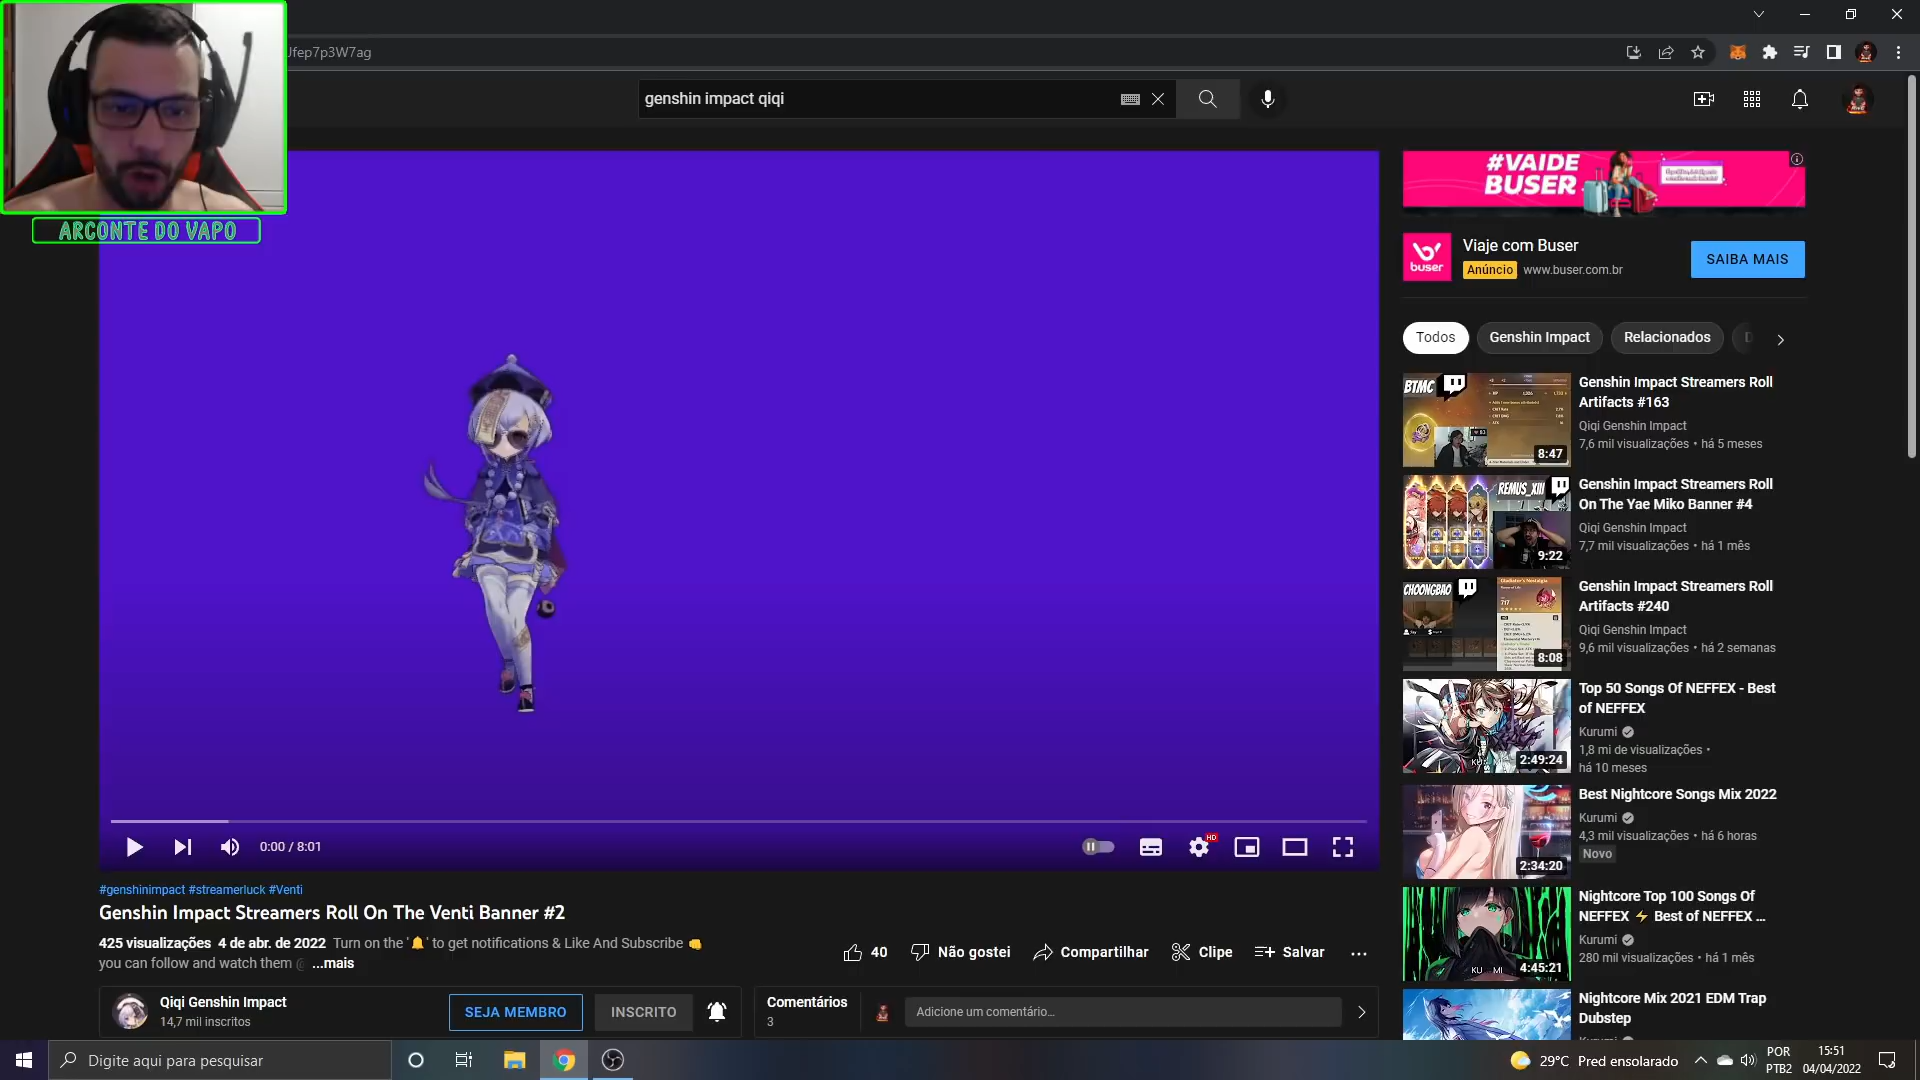 Jfep7p3W7ag
genshin impact qiqi
ARCONTE DO VAPO
#VAIDE
BUSER
buser
Viaje com Buser
Anúncio www.buser.com.br
SAIBA MAIS
Todos
Genshin Impact
Relacionados
D
BTMC
8:47
Genshin Impact Streamers Roll
Artifacts #163
Qiqi Genshin Impact
7,6 mil visualizações • há 5 meses
REMUS_XIII
9:22
Genshin Impact Streamers Roll
On The Yae Miko Banner #4
Qiqi Genshin Impact
7,7 mil visualizações • há 1 mês
CHOONGBAO
Gladiator's Nostalgia
717
8:08
Genshin Impact Streamers Roll
Artifacts #240
Qiqi Genshin Impact
9,6 mil visualizações • há 2 semanas
2:49:24
Top 50 Songs Of NEFFEX - Best
of NEFFEX
Kurumi
1,8 mi de visualizações •
há 10 meses
2:34:20
Best Nightcore Songs Mix 2022
Kurumi
4,3 mil visualizações • há 6 horas
Novo
KU MI
4:45:21
Nightcore Top 100 Songs Of
NEFFEX ⚡ Best of NEFFEX ...
Kurumi
280 mil visualizações • há 1 mês
Nightcore Mix 2021 EDM Trap
Dubstep
0:00 / 8:01
HD
#genshinimpact #streamerluck #Venti
Genshin Impact Streamers Roll On The Venti Banner #2
425 visualizações 4 de abr. de 2022 Turn on the '🔔' to get notifications & Like And Subscribe 👊
you can follow and watch them @ ...mais
40
Não gostei
Compartilhar
Clipe
Salvar
Qiqi Genshin Impact
14,7 mil inscritos
SEJA MEMBRO
INSCRITO
Comentários
3
Adicione um comentário...
Digite aqui para pesquisar
29°C Pred ensolarado
POR
PTB2
15:51
04/04/2022